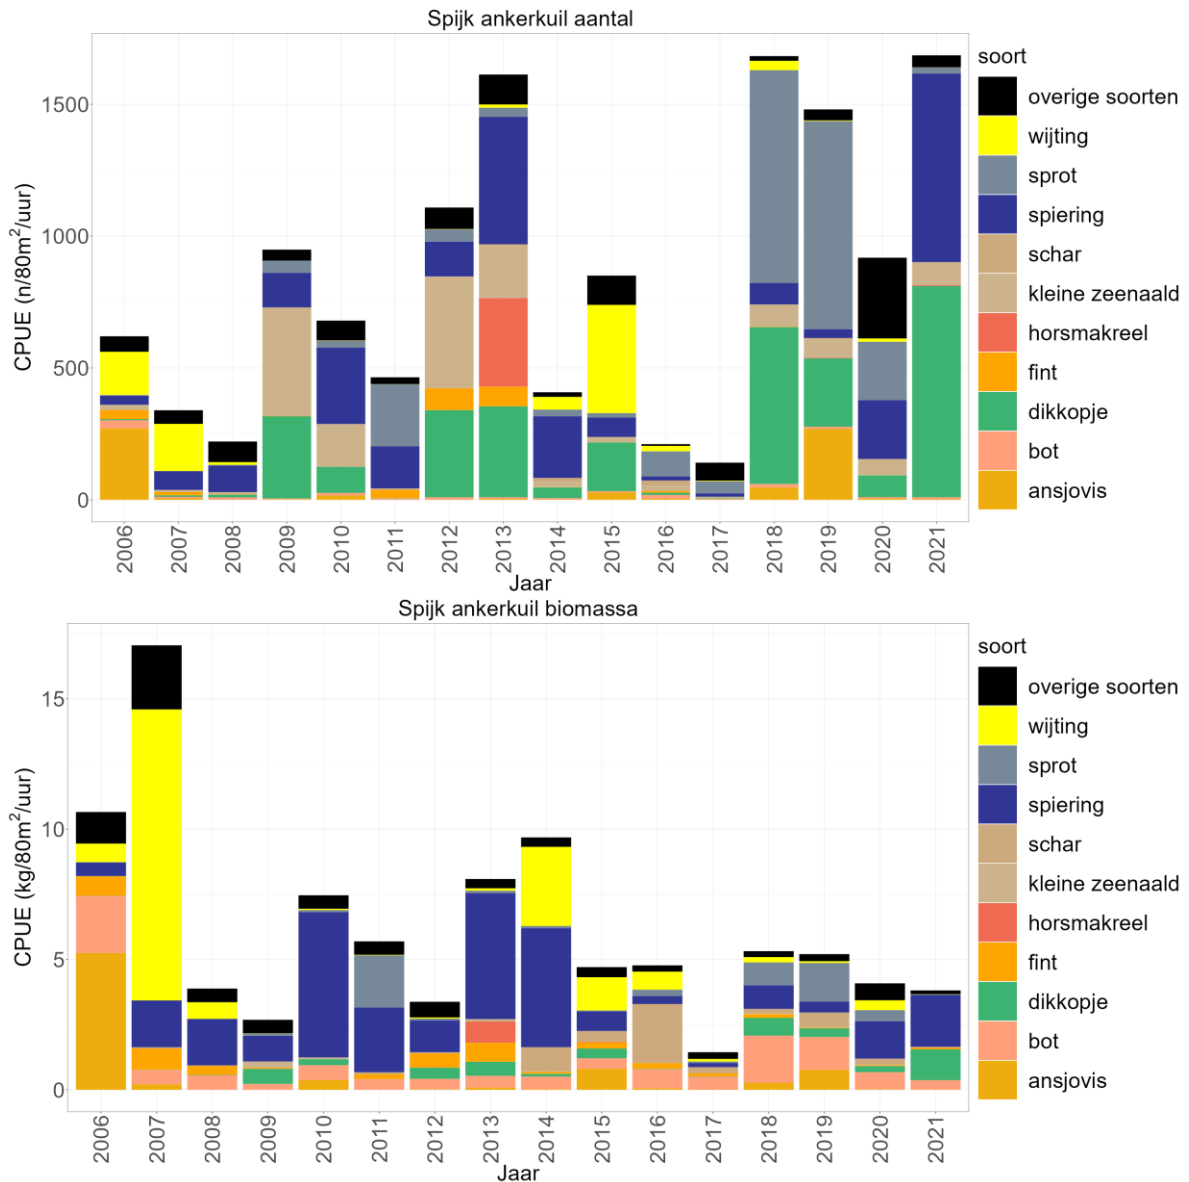 Spijk ankerkuil aantal
CPUE (n/80m²/uur)
1500
1000
500
0
2006 2007 2008 2009 2010 2011 2012 2013 2014 2015 2016 2017 2018 2019 2020 2021
Jaar
soort
overige soorten
wijting
sprot
spiering
schar
kleine zeenaald
horsmakreel
fint
dikkopje
bot
ansjovis
Spijk ankerkuil biomassa
CPUE (kg/80m²/uur)
15
10
5
0
2006 2007 2008 2009 2010 2011 2012 2013 2014 2015 2016 2017 2018 2019 2020 2021
Jaar
soort
overige soorten
wijting
sprot
spiering
schar
kleine zeenaald
horsmakreel
fint
dikkopje
bot
ansjovis